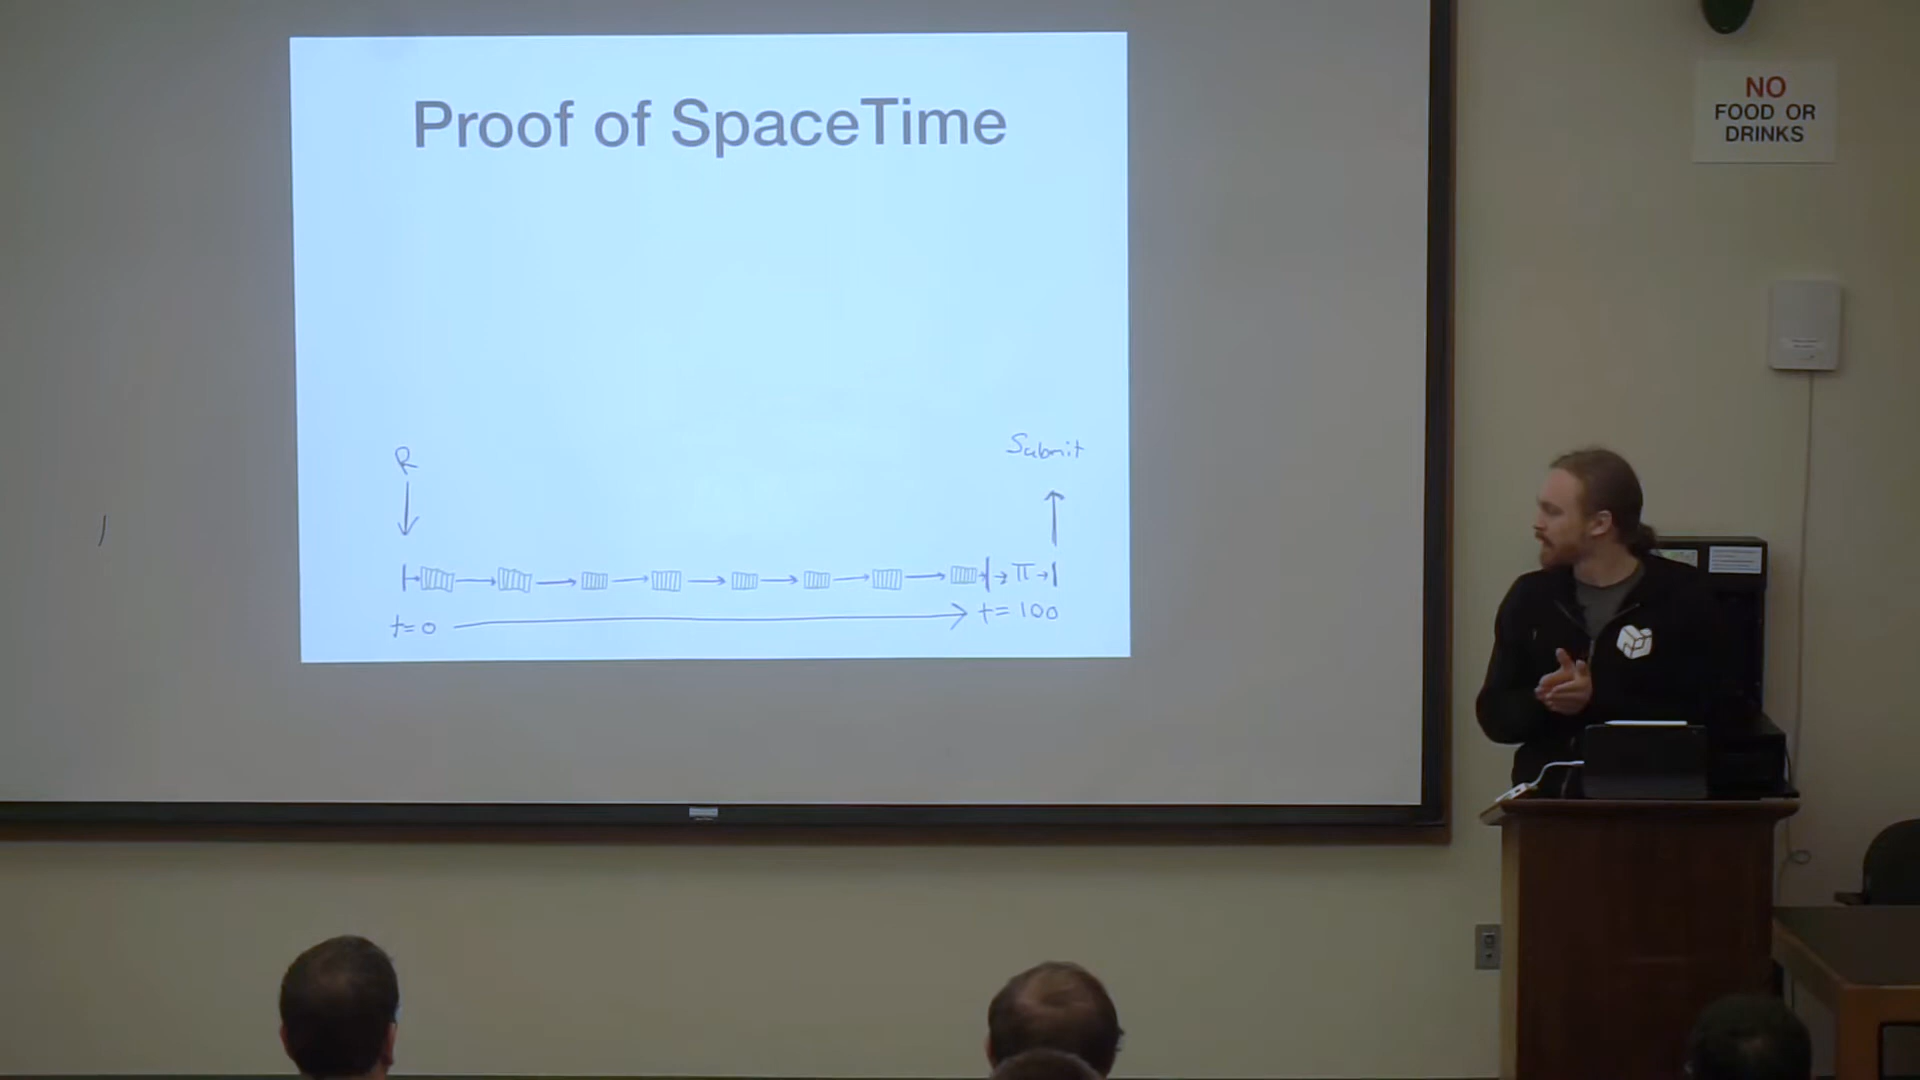 Proof of SpaceTime
R
Submit
π
t=0
t=100
NO
FOOD OR
DRINKS